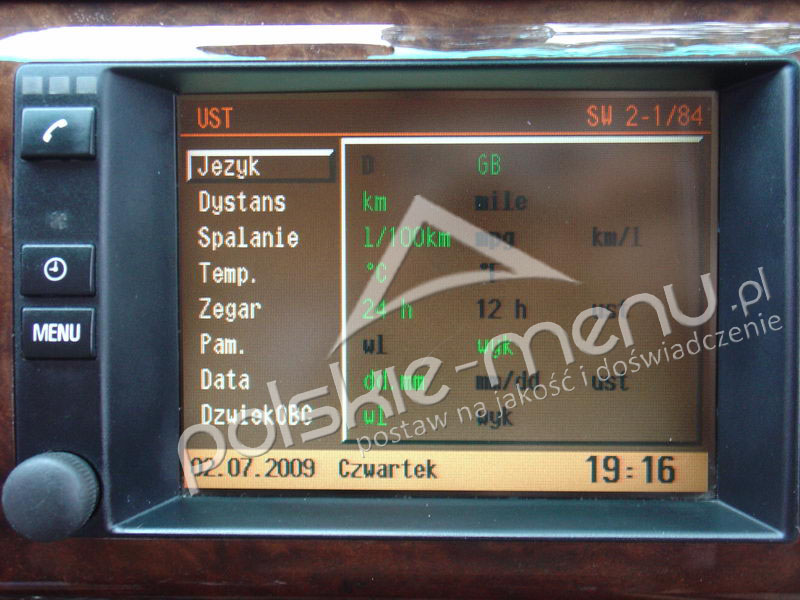 UST SW 2-1/84
Jezyk D GB
Dystans km mile
Spalanie l/100km mpg km/l
Temp. °C °F
Zegar 24 h 12 h ust
Pam. wl wyk
Data dd mm mm/dd ust
DzwiekOBC wl wyk
02.07.2009 Czwartek 19:16
MENU
polskie-menu.pl
postaw na jakość i doświadczenie